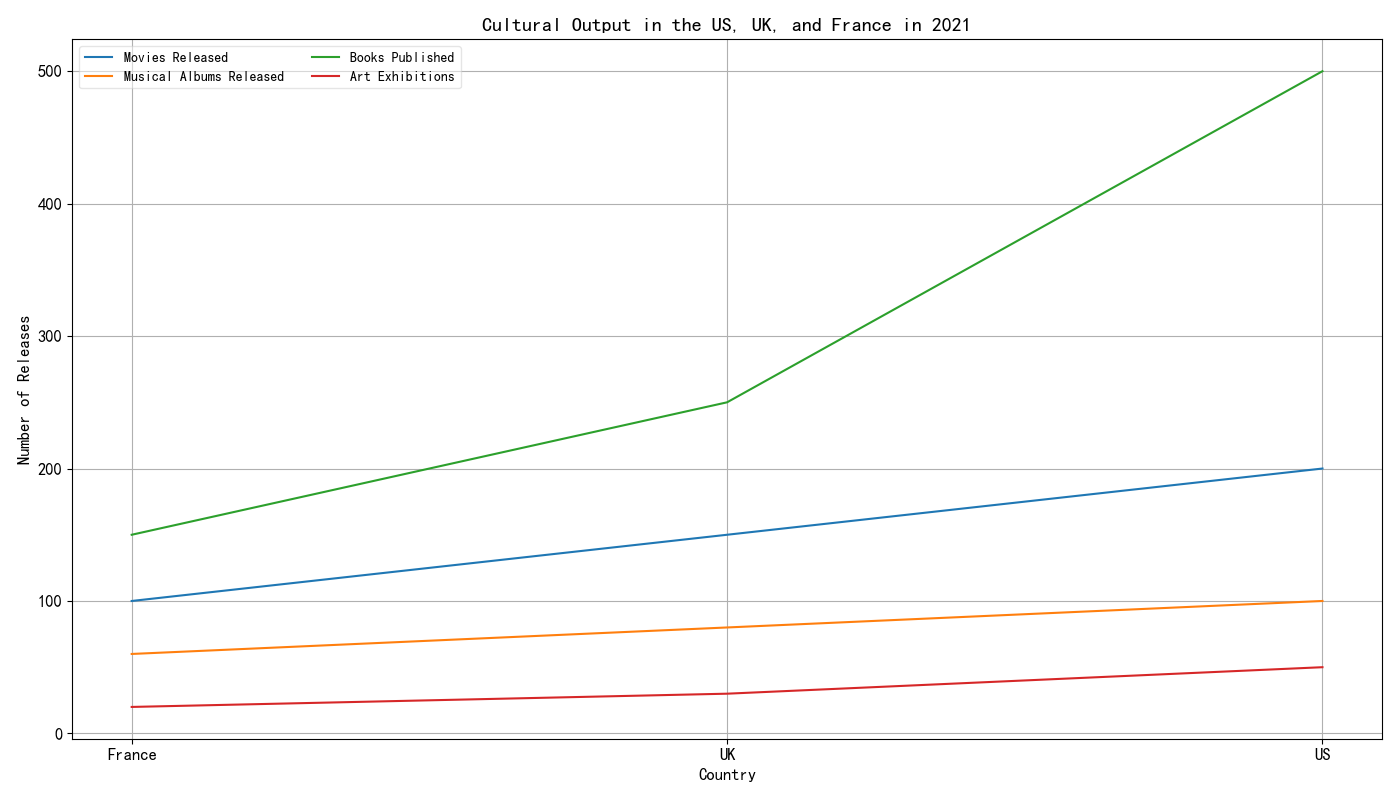 Cultural Output in the US, UK, and France in 2021
Movies Released
Musical Albums Released
Books Published
Art Exhibitions
500
400
300
200
100
0
Number of Releases
France
UK
US
Country